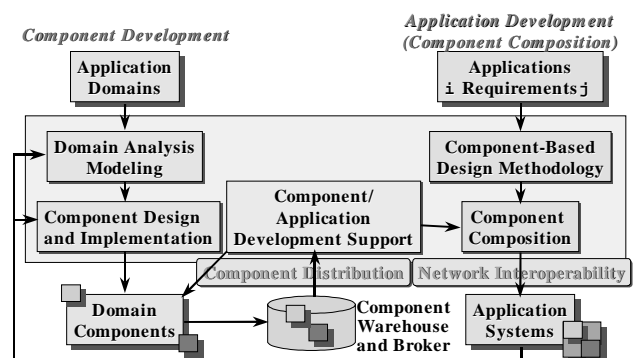 Component Development
Application Development
(Component Composition)
Application
Domains
Applications
i Requirements j
Domain Analysis
Modeling
Component-Based
Design Methodology
Component/
Application
Development Support
Component Design
and Implementation
Component
Composition
Component Distribution
Network Interoperability
Domain
Components
Component
Warehouse
and Broker
Application
Systems